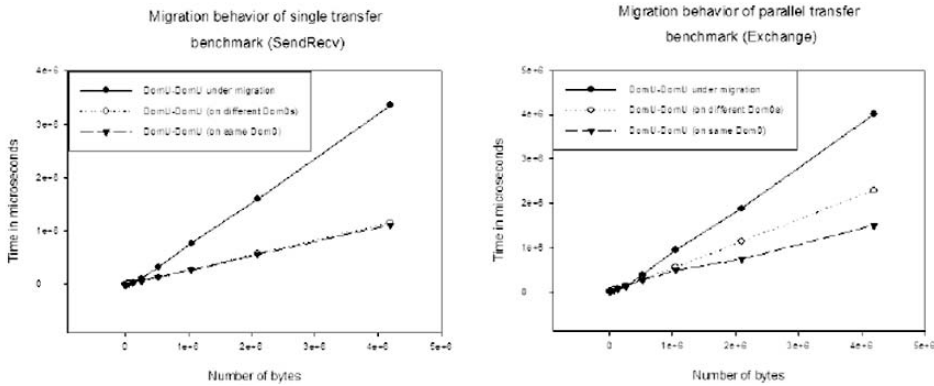 Migration behavior of single transfer
benchmark (SendRecv)
4e+6
3e+6
2e+6
1e+6
0
Time in microseconds
DomU-DomU under migration
DomU-DomU (on different Dom0s)
DomU-DomU (on same Dom0)
0
1e+6
2e+6
3e+6
4e+6
5e+6
Number of bytes
Migration behavior of parallel transfer
benchmark (Exchange)
5e+6
4e+6
3e+6
2e+6
1e+6
0
Time in microseconds
DomU-DomU under migration
DomU-DomU (on different Dom0s)
DomU-DomU (on same Dom0)
0
1e+6
2e+6
3e+6
4e+6
5e+6
Number of bytes